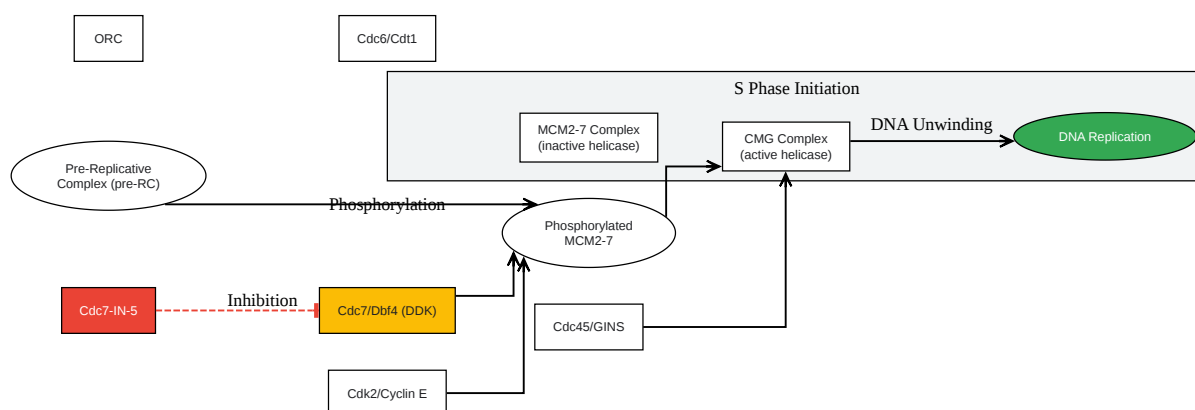 ORC
Cdc6/Cdt1
S Phase Initiation
MCM2-7 Complex
(inactive helicase)
CMG Complex
(active helicase)
DNA Unwinding
DNA Replication
Pre-Replicative
Complex (pre-RC)
Phosphorylation
Phosphorylated
MCM2-7
Cdc7-IN-5
Inhibition
Cdc7/Dbf4 (DDK)
Cdc45/GINS
Cdk2/Cyclin E